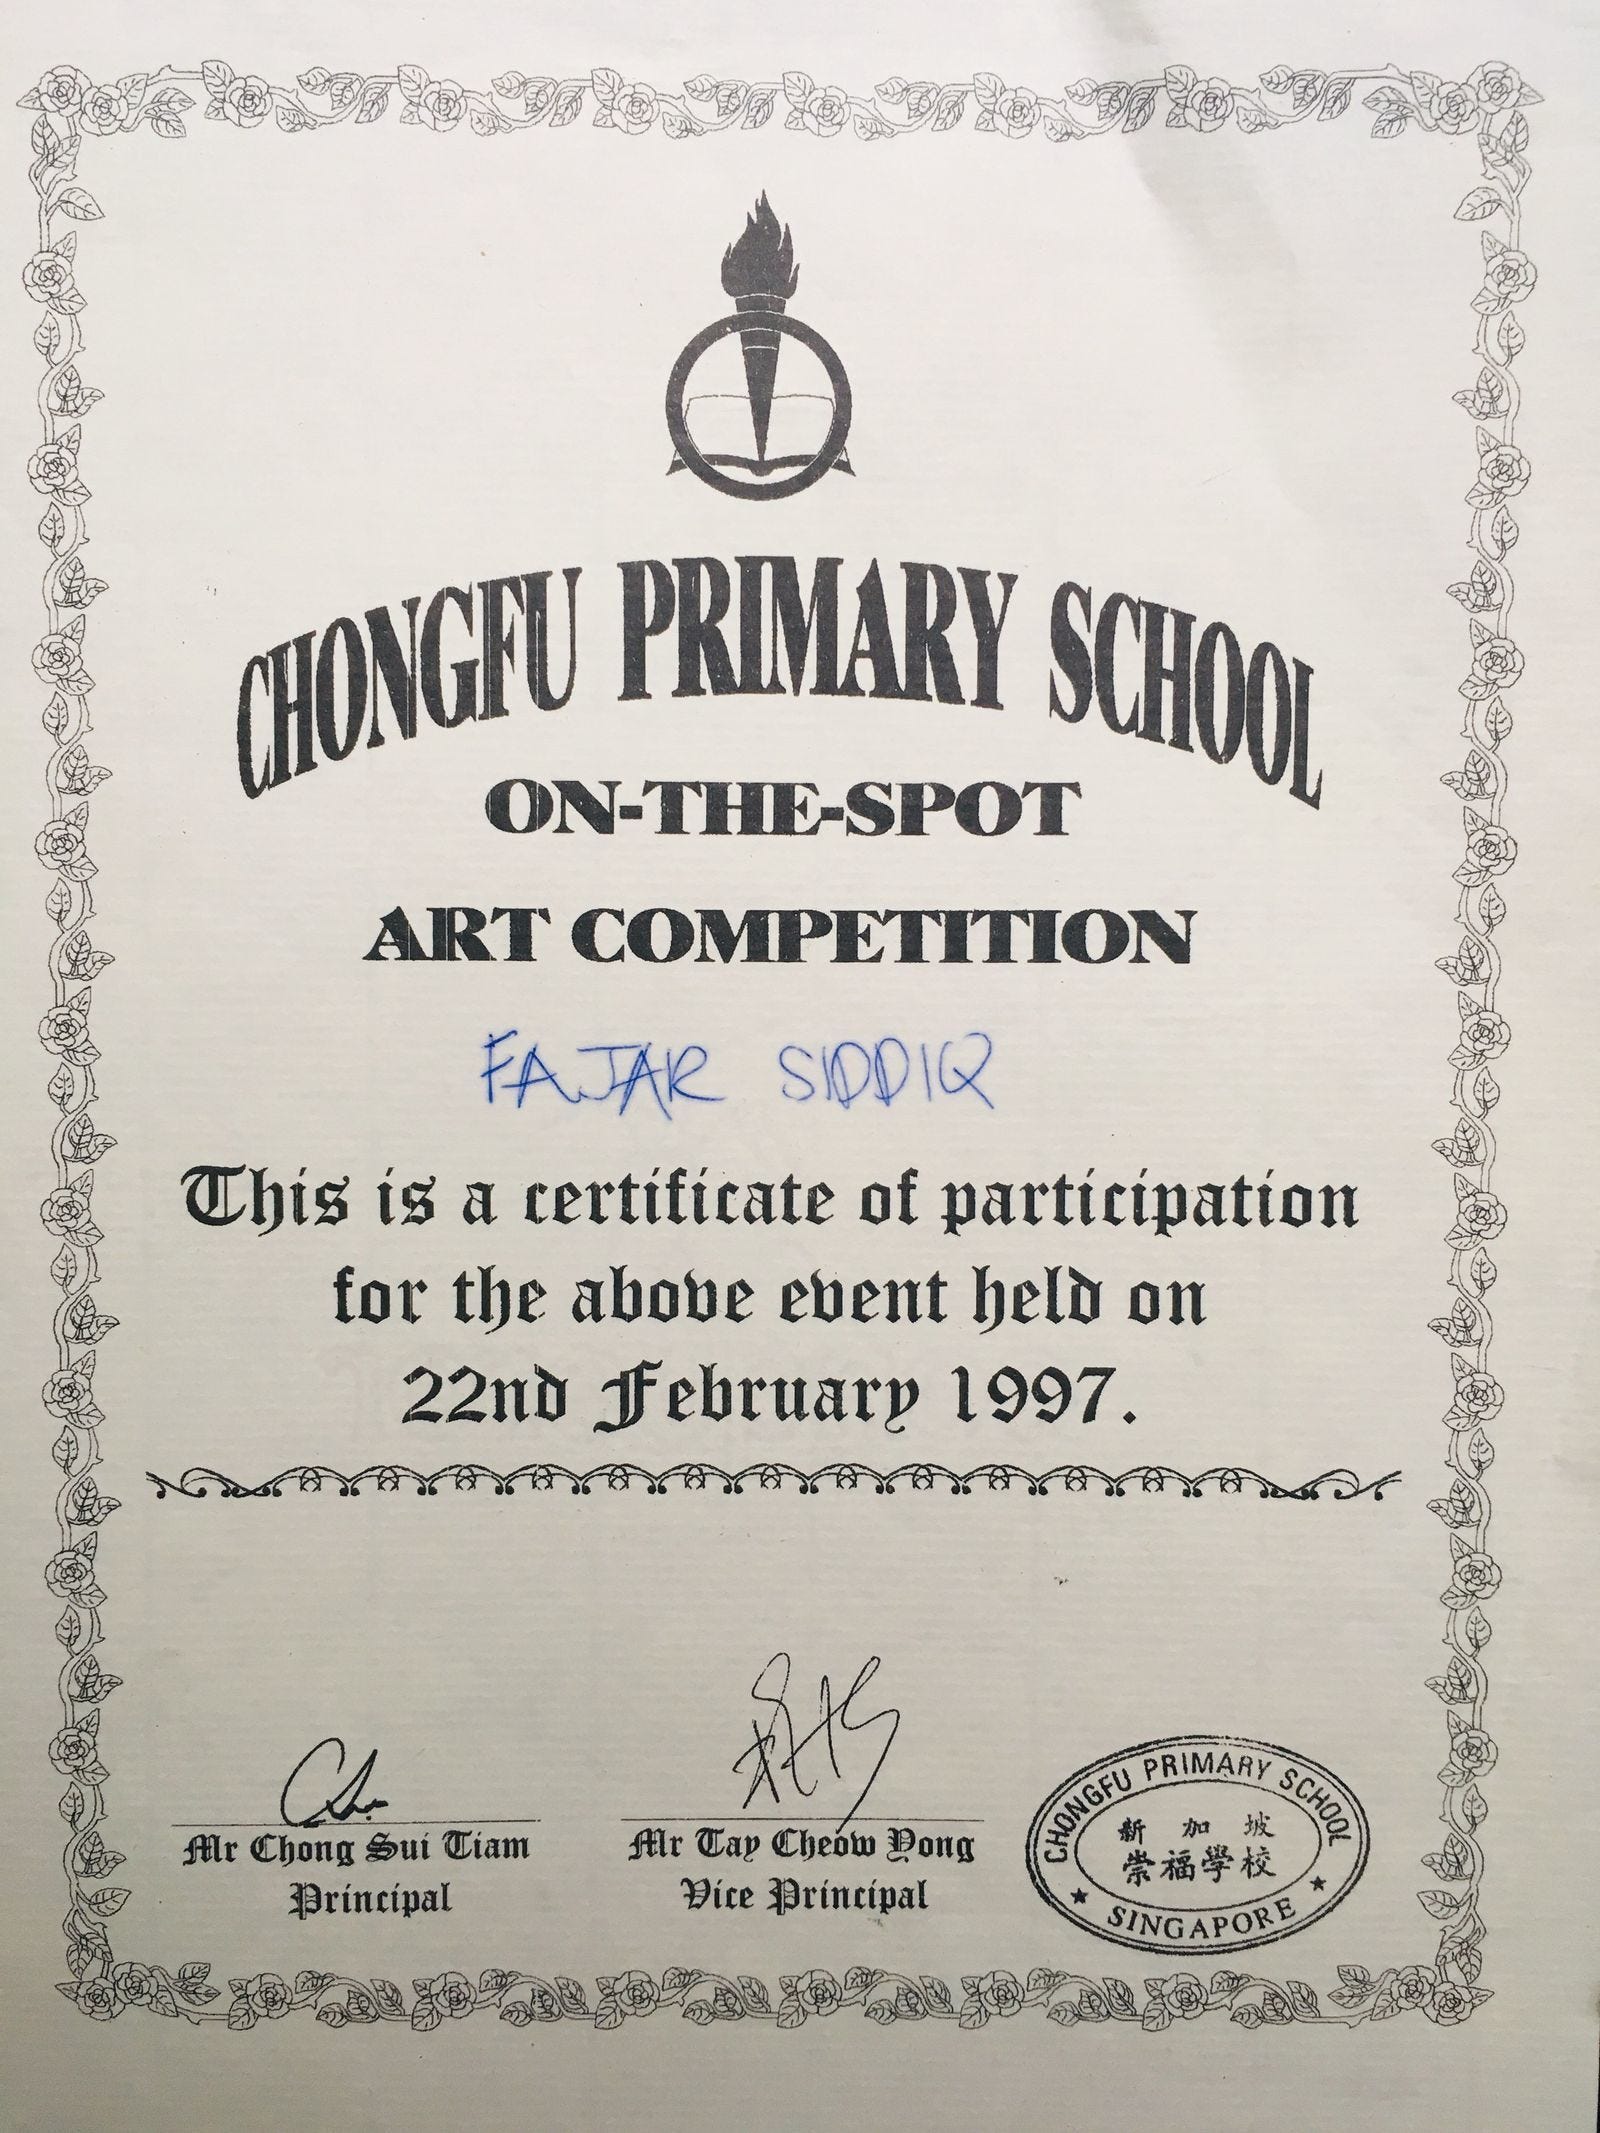 CHONGFU PRIMARY SCHOOL
ON-THE-SPOT
ART COMPETITION
FAJAR SIDDIQ
This is a certificate of participation
for the above event held on
22nd February 1997.
Mr Chong Sui Tiam
Principal
Mr Tay Cheow Yong
Vice Principal
CHONGFU PRIMARY SCHOOL
新加坡
崇福學校
SINGAPORE